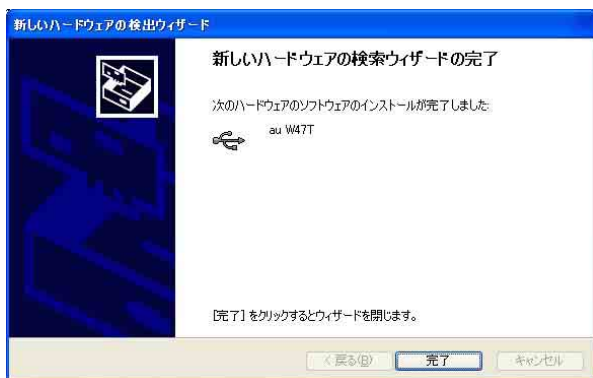 新しいハードウェアの検出ウィザード
新しいハードウェアの検索ウィザードの完了
次のハードウェアのソフトウェアのインストールが完了しました:
au W47T
[完了] をクリックするとウィザードを閉じます。
< 戻る(B)
完了
キャンセル